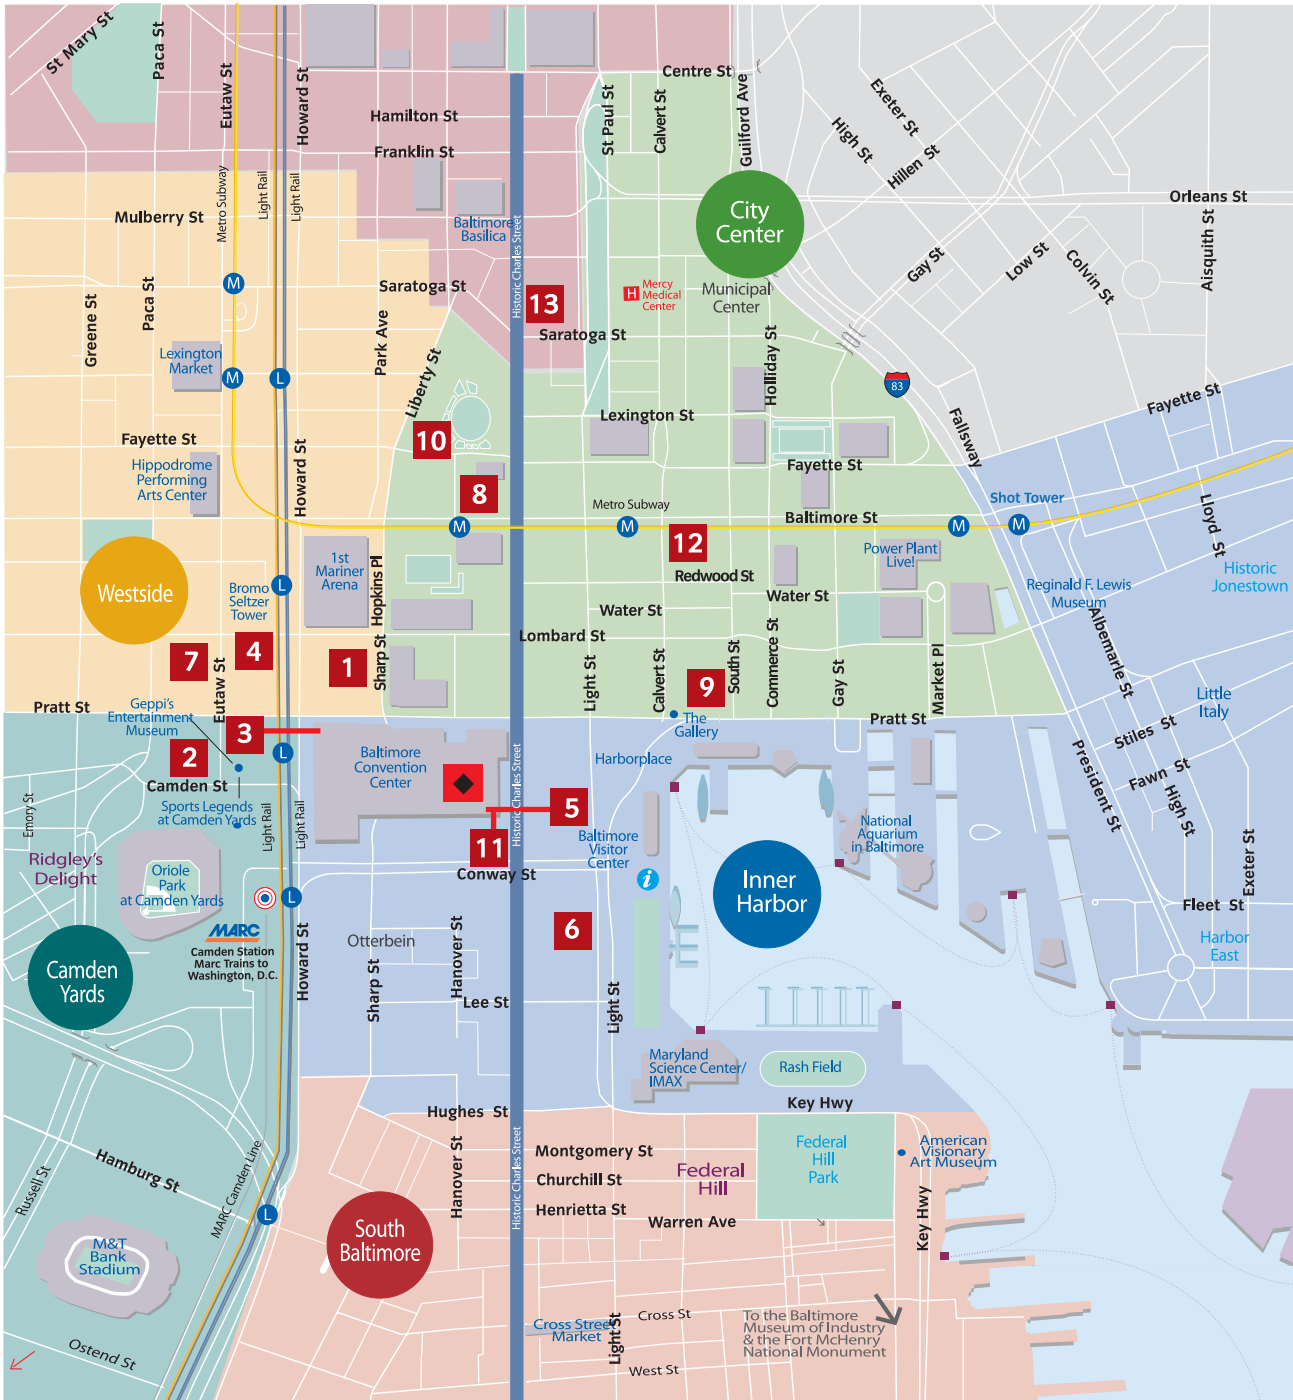 St Mary St
Paca St
Eutaw St
Howard St
Centre St
Hamilton St
Franklin St
St Paul St
Calvert St
Guilford Ave
Exeter St
High St
Hillen St
Orleans St
Aisquith St
Mulberry St
Metro Subway
Light Rail
Light Rail
Baltimore
Basilica
Historic Charles Street
City
Center
Gay St
Low St
Colvin St
M
Saratoga St
13
H
Mercy
Medical
Center
Municipal
Center
Greene St
Paca St
Park Ave
Saratoga St
Holliday St
Lexington
Market
M
L
Liberty St
83
Lexington St
Fallsway
Fayette St
Fayette St
10
Howard St
Hippodrome
Performing
Arts Center
8
Fayette St
Metro Subway
Shot Tower
Lloyd St
M
M
Baltimore St
M
M
12
1st
Mariner
Arena
Hopkins Pl
Power Plant
Live!
Historic
Jonestown
Westside
Bromo
Seltzer
Tower
L
Redwood St
Water St
Water St
Reginald F. Lewis
Museum
Lombard St
Albemarle St
7
4
1
Sharp St
Eutaw St
Light St
Calvert St
9
South St
Commerce St
Gay St
Market Pl
Little
Italy
Pratt St
Geppi's
Entertainment
Museum
3
The
Gallery
Pratt St
Stiles St
2
L
Baltimore
Convention
Center
Historic Charles Street
Harborplace
President St
Fawn St
High St
Camden St
Emory St
Sports Legends
at Camden Yards
Light Rail
Light Rail
5
11
Baltimore
Visitor
Center
National
Aquarium
in Baltimore
Exeter St
Ridgley's
Delight
Oriole
Park
at Camden Yards
Conway St
i
Inner
Harbor
L
Fleet St
MARC
Camden Station
Marc Trains to
Washington, D.C.
Otterbein
Hanover St
6
Harbor
East
Camden
Yards
Howard St
Sharp St
Lee St
Light St
Maryland
Science Center/
IMAX
Rash Field
Key Hwy
Hughes St
Hamburg St
Russell St
MARC Camden Line
Hanover St
Historic Charles Street
Montgomery St
Churchill St
Henrietta St
Federal
Hill
Warren Ave
Federal
Hill
Park
American
Visionary
Art Museum
Key Hwy
L
M&T
Bank
Stadium
South
Baltimore
Cross Street
Market
Light St
Cross St
To the Baltimore
Museum of Industry
& the Fort McHenry
National Monument
Ostend St
West St